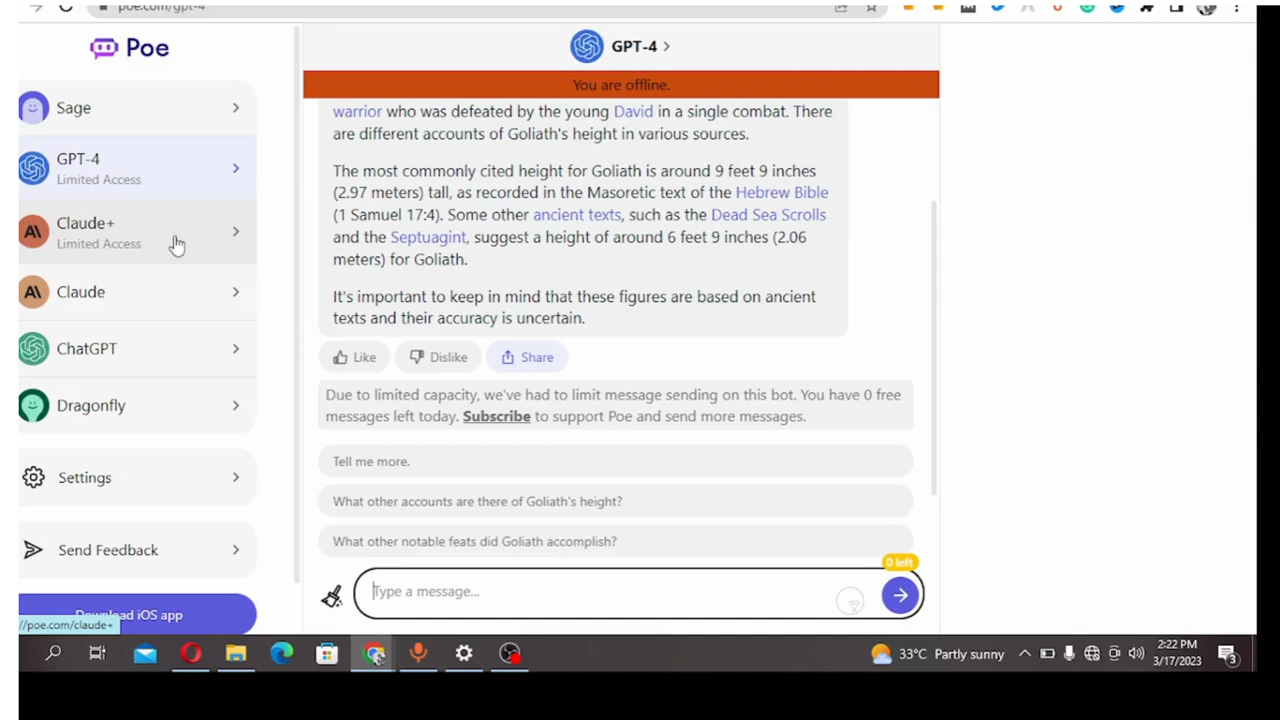 poe.com/gpt-4
Poe
Sage
GPT-4
Limited Access
Claude+
Limited Access
Claude
ChatGPT
Dragonfly
Settings
Send Feedback
Download iOS app
//poe.com/claude+
GPT-4
You are offline.
warrior who was defeated by the young David in a single combat. There
are different accounts of Goliath's height in various sources.
The most commonly cited height for Goliath is around 9 feet 9 inches
(2.97 meters) tall, as recorded in the Masoretic text of the Hebrew Bible
(1 Samuel 17:4). Some other ancient texts, such as the Dead Sea Scrolls
and the Septuagint, suggest a height of around 6 feet 9 inches (2.06
meters) for Goliath.
It's important to keep in mind that these figures are based on ancient
texts and their accuracy is uncertain.
Like
Dislike
Share
Due to limited capacity, we've had to limit message sending on this bot. You have 0 free
messages left today. Subscribe to support Poe and send more messages.
Tell me more.
What other accounts are there of Goliath's height?
What other notable feats did Goliath accomplish?
0 left
Type a message...
33°C Partly sunny
2:22 PM
3/17/2023
3